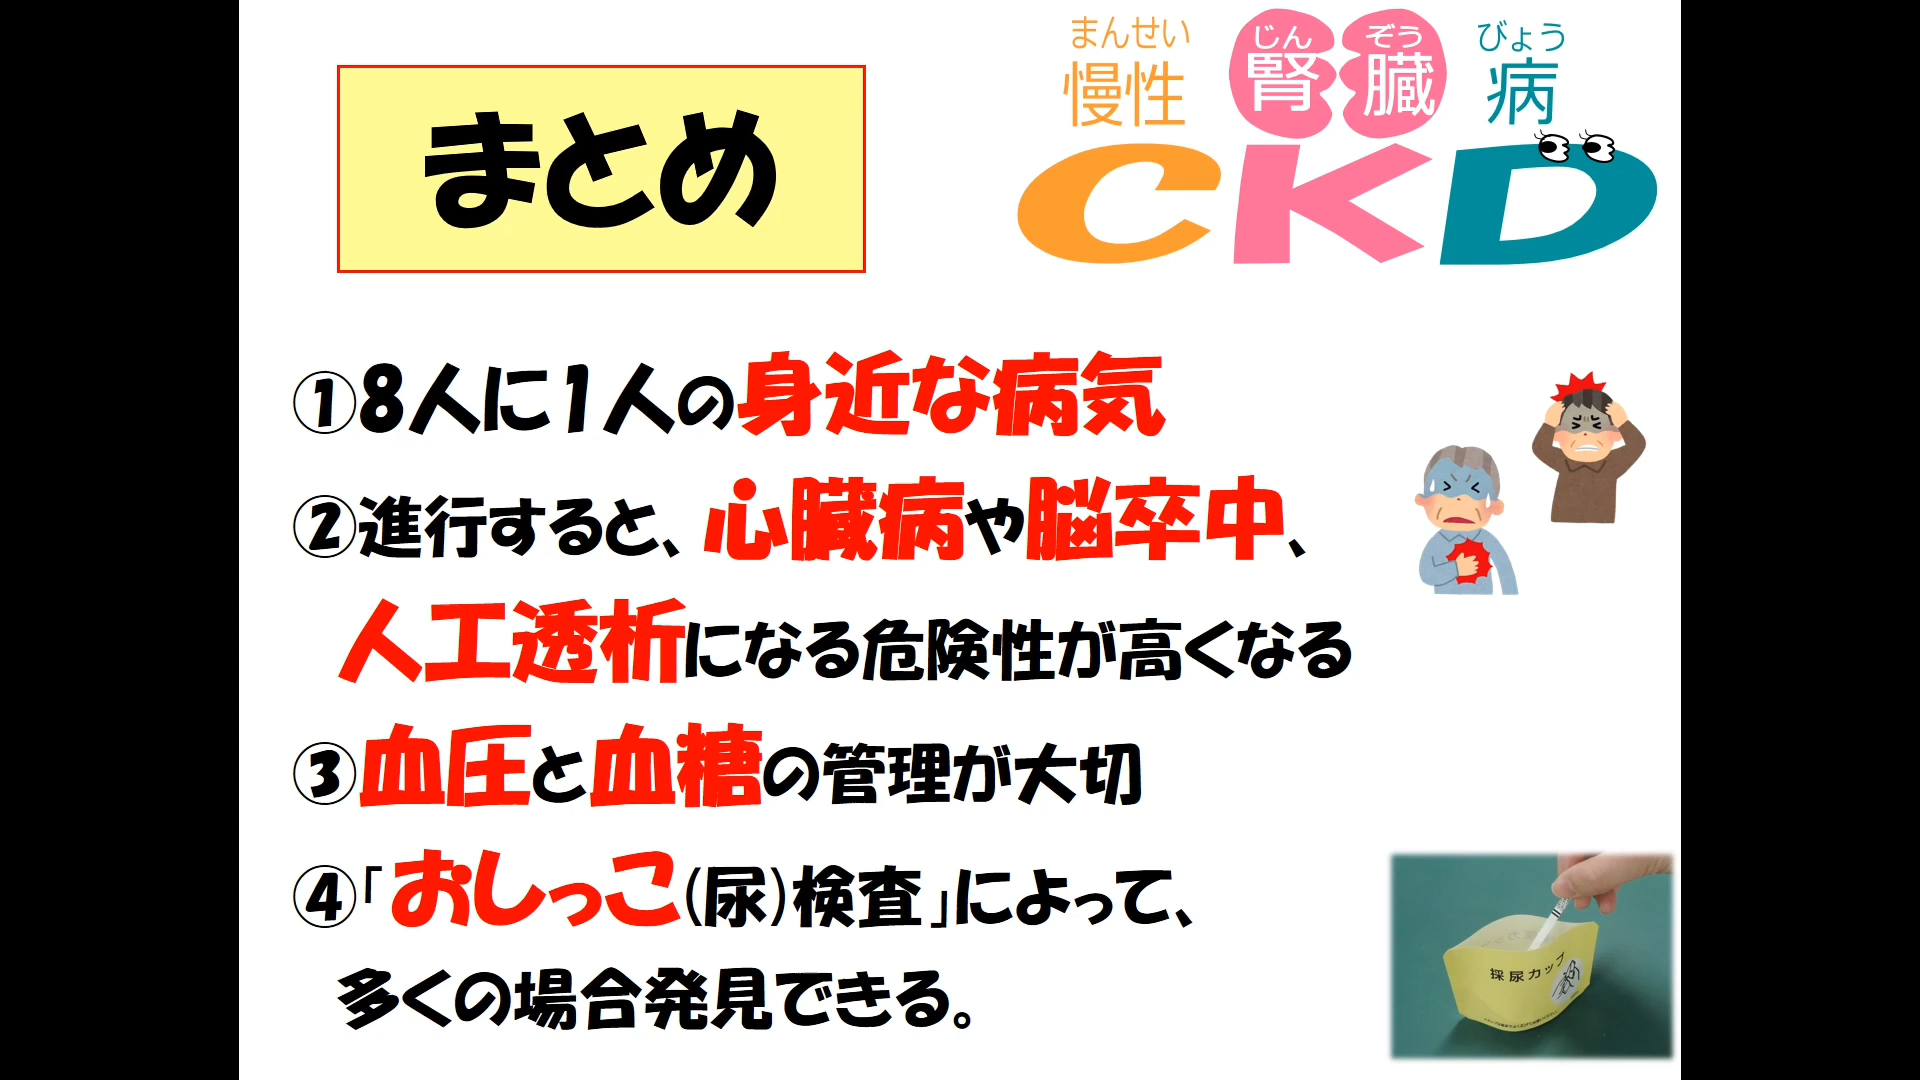 まとめ
まんせい じん ぞう びょう
慢性 腎 臓 病
CKD
①8人に1人の身近な病気
②進行すると、心臓病や脳卒中、
人工透析になる危険性が高くなる
③血圧と血糖の管理が大切
④「おしっこ(尿)検査」によって、
多くの場合発見できる。
採尿カップ